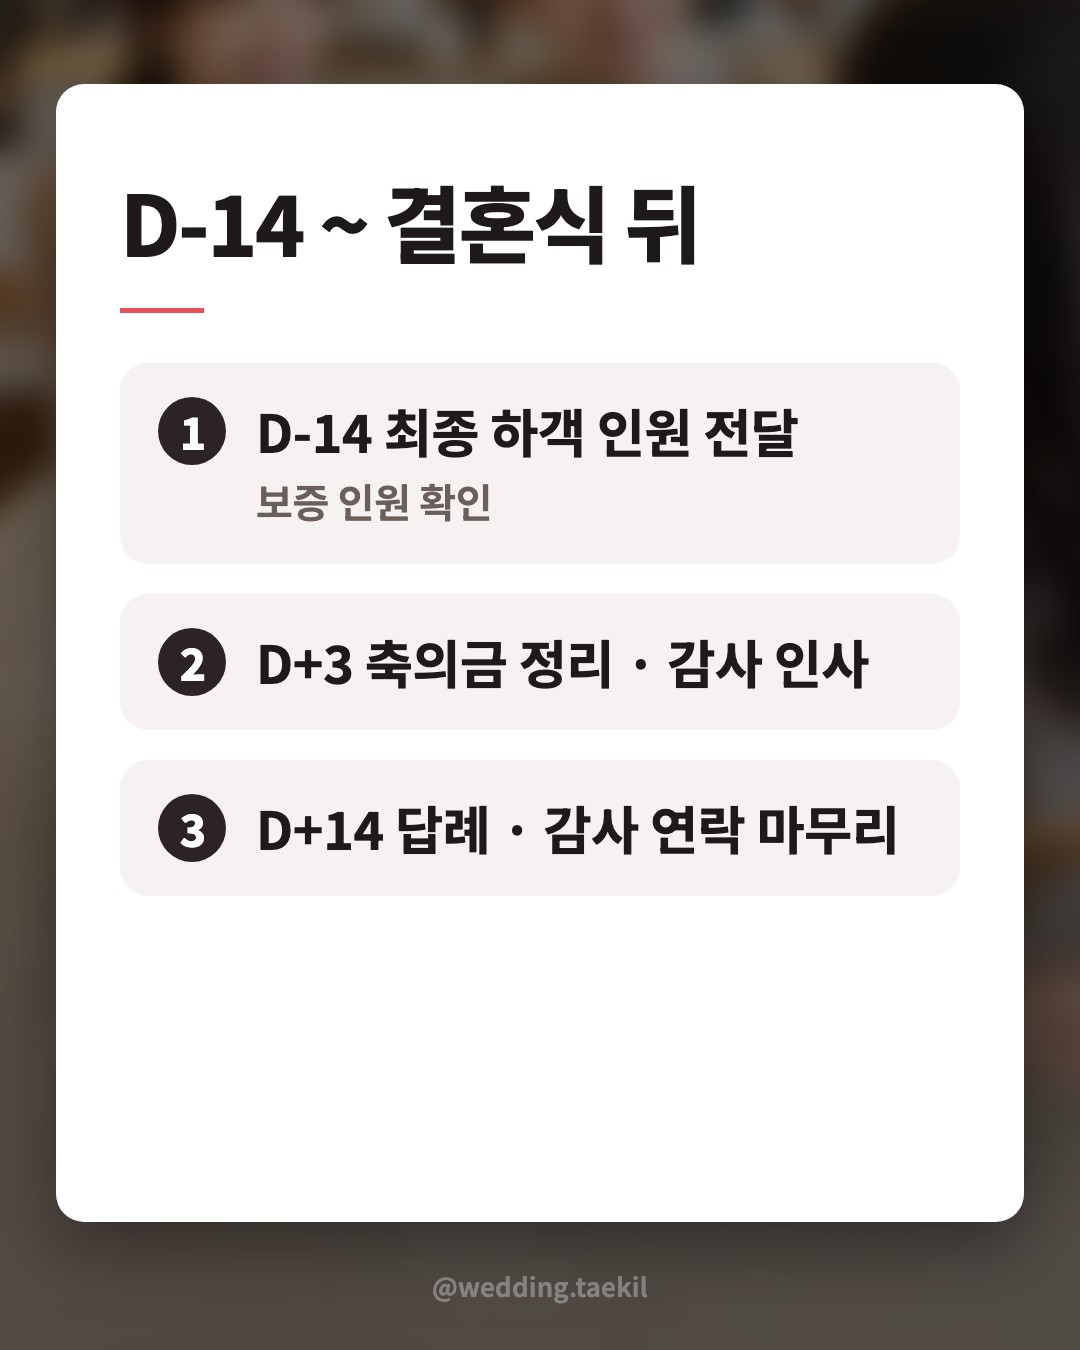 D-14 ~ 결혼식 뒤
1 D-14 최종 하객 인원 전달
보증 인원 확인
2 D+3 축의금 정리 · 감사 인사
3 D+14 답례 · 감사 연락 마무리
@wedding.taekil